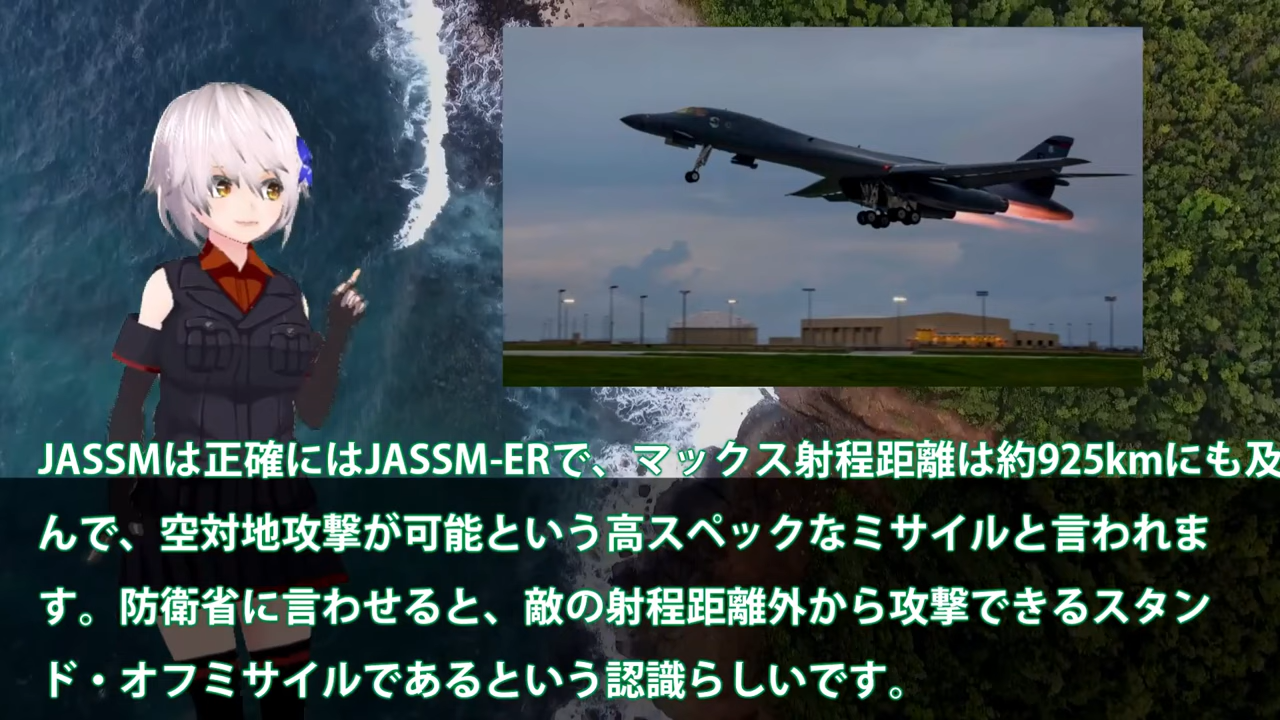 JASSMは正確にはJASSM-ERで、マックス射程距離は約925kmにも及
んで、空対地攻撃が可能という高スペックなミサイルと言われま
す。防衛省に言わせると、敵の射程距離外から攻撃できるスタン
ド・オフミサイルであるという認識らしいです。